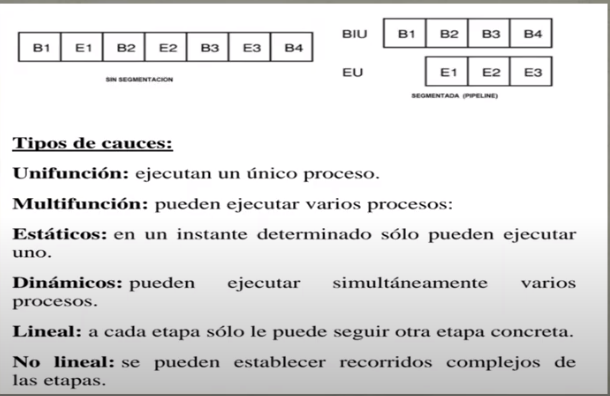 B1 E1 B2 E2 B3 E3 B4
SIN SEGMENTACION
BIU B1 B2 B3 B4
EU E1 E2 E3
SEGMENTADA (PIPELINE)
Tipos de cauces:
Unifunción: ejecutan un único proceso.
Multifunción: pueden ejecutar varios procesos:
Estáticos: en un instante determinado sólo pueden ejecutar
uno.
Dinámicos: pueden ejecutar simultáneamente varios
procesos.
Lineal: a cada etapa sólo le puede seguir otra etapa concreta.
No lineal: se pueden establecer recorridos complejos de
las etapas.